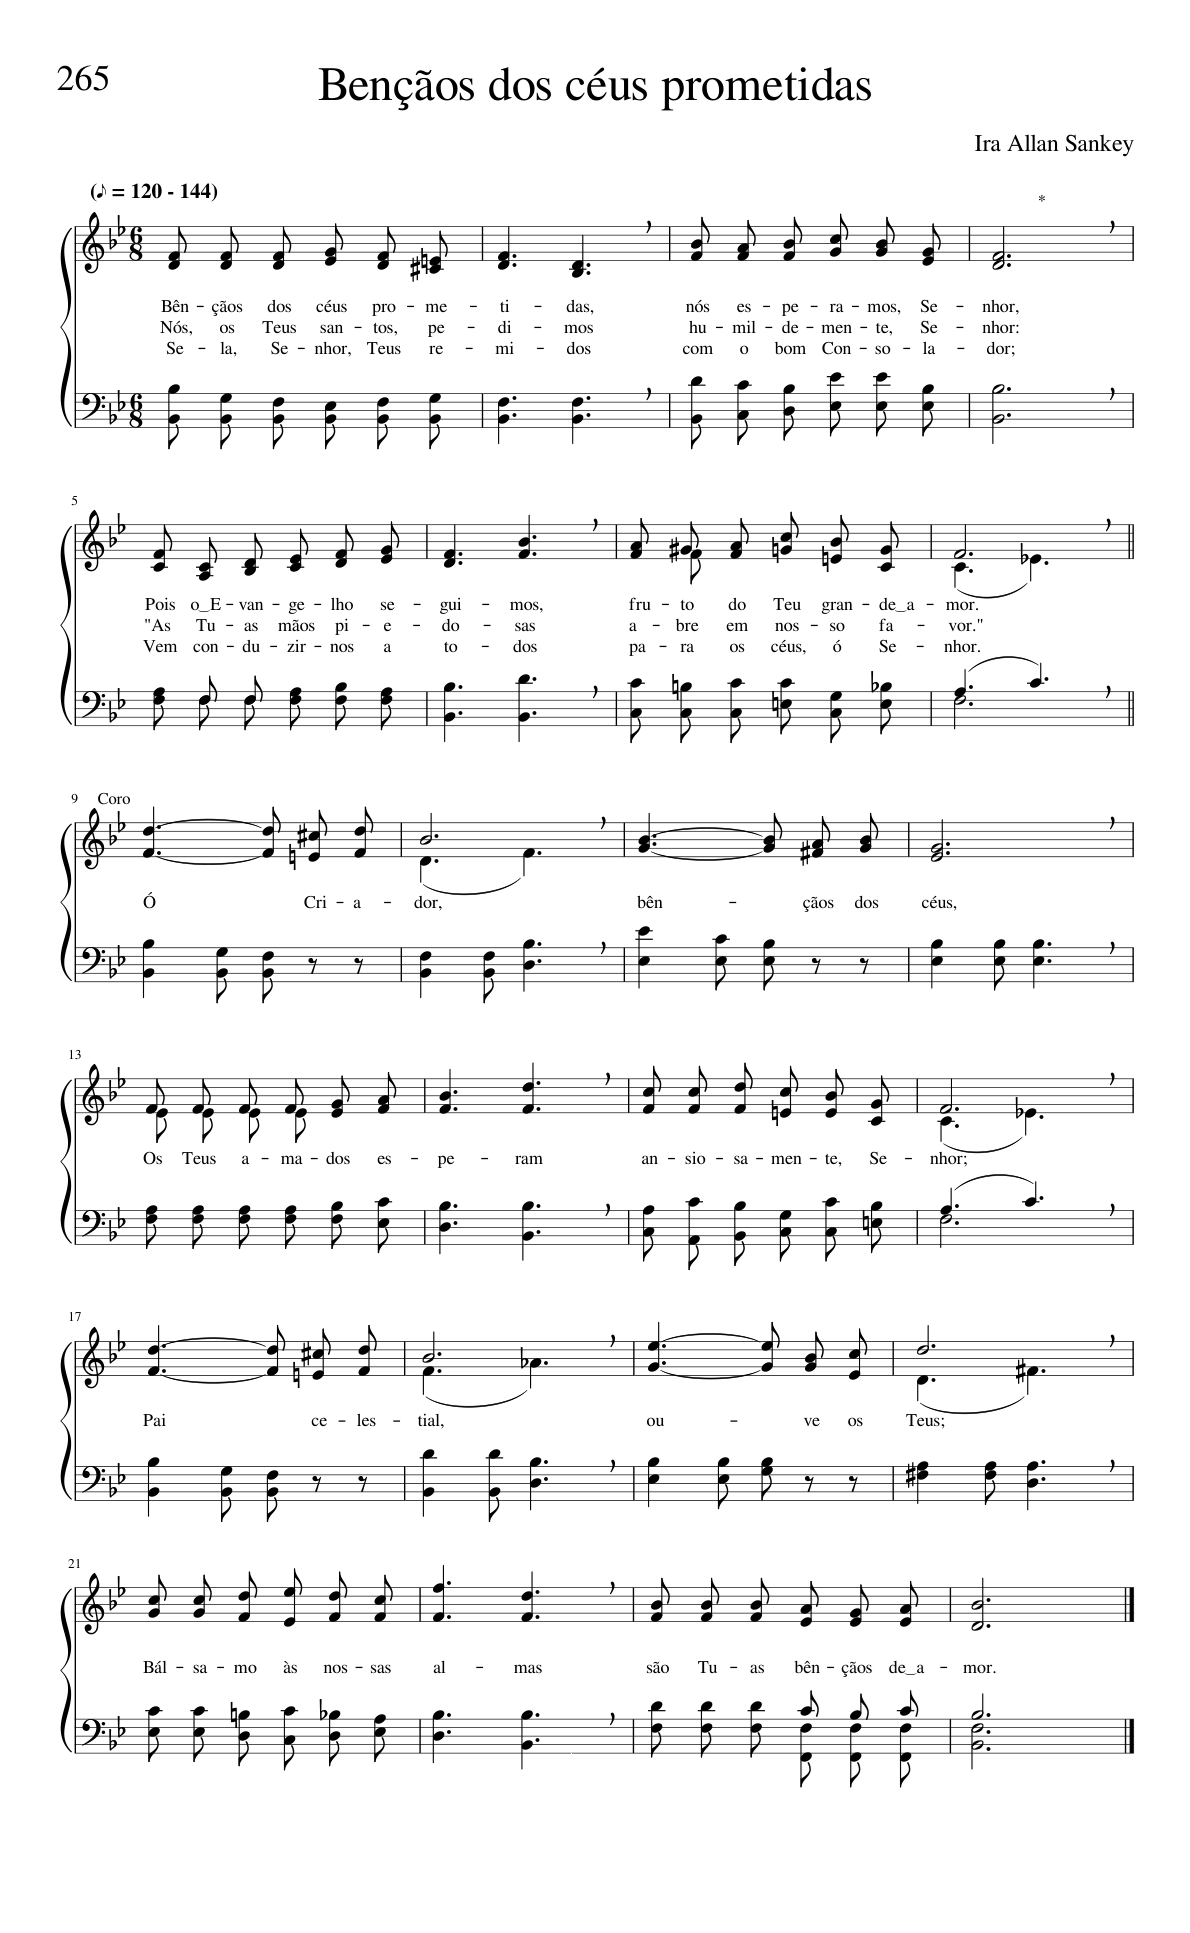 265
Bençãos dos céus prometidas
Ira Allan Sankey
(♪ = 120 - 144)
*
6 8
Bên - çãos dos céus pro - me - ti - das, nós es - pe - ra - mos, Se - nhor,
Nós, os Teus san - tos, pe - di - mos hu - mil - de - men - te, Se - nhor:
Se - la, Se - nhor, Teus re - mi - dos com o bom Con - so - la - dor;
6 8
5
Pois o‿E - van - ge - lho se - gui - mos, fru - to do Teu gran - de‿a - mor.
"As Tu - as mãos pi - e - do - sas a - bre em nos - so fa - vor."
Vem con - du - zir - nos a to - dos pa - ra os céus, ó Se - nhor.
9 Coro
Ó Cri - a - dor, bên - çãos dos céus,
13
Os Teus a - ma - dos es - pe - ram an - sio - sa - men - te, Se - nhor;
17
Pai ce - les - tial, ou - ve os Teus;
21
Bál - sa - mo às nos - sas al - mas são Tu - as bên - çãos de‿a - mor.